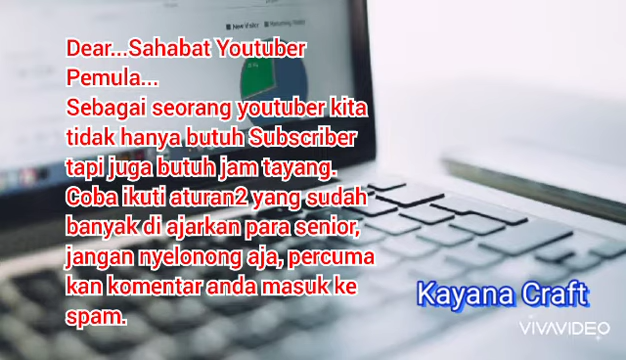 Dear...Sahabat Youtuber
Pemula...
Sebagai seorang youtuber kita
tidak hanya butuh Subscriber
tapi juga butuh jam tayang.
Coba ikuti aturan2 yang sudah
banyak di ajarkan para senior,
jangan nyelonong aja, percuma
kan komentar anda masuk ke
spam.
Kayana Craft
VIVAVIDEO